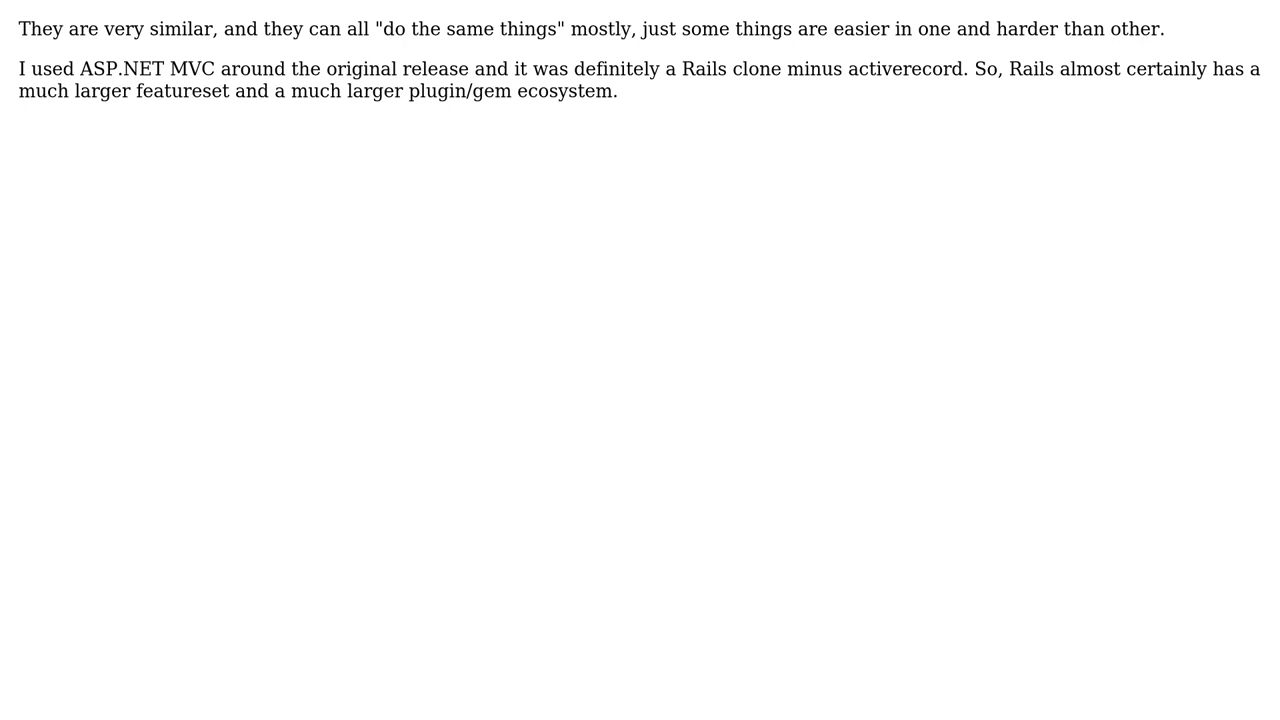 They are very similar, and they can all "do the same things" mostly, just some things are easier in one and harder than other.
I used ASP.NET MVC around the original release and it was definitely a Rails clone minus activerecord. So, Rails almost certainly has a
much larger featureset and a much larger plugin/gem ecosystem.